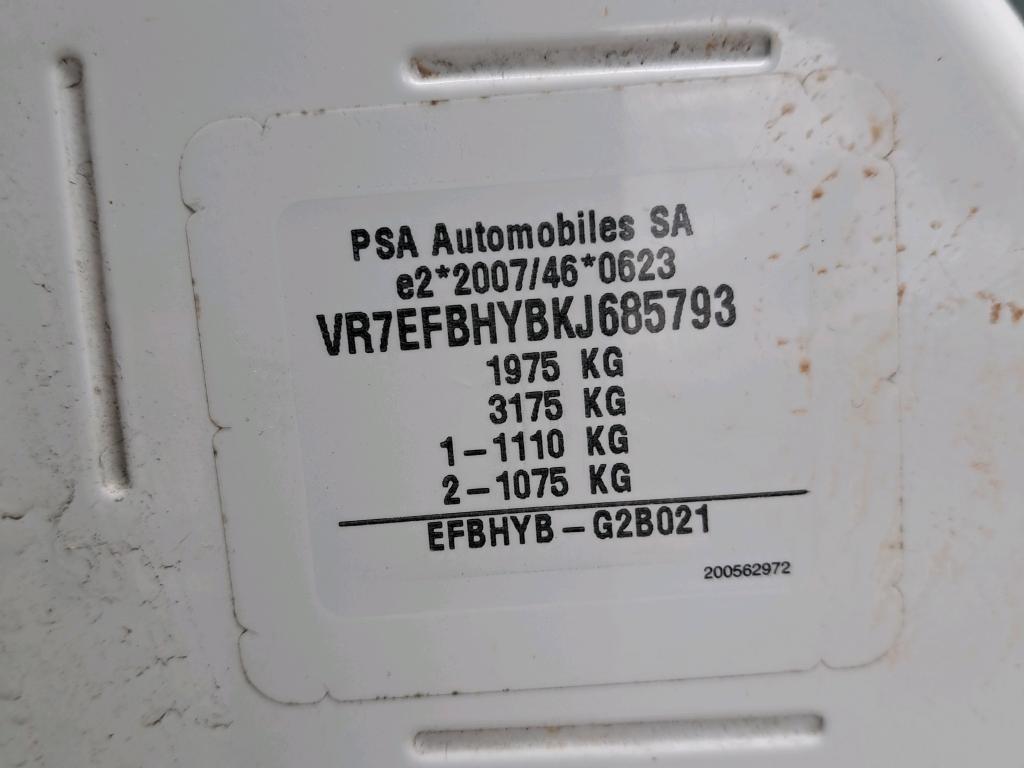 PSA Automobiles SA
e2*2007/46*0623
VR7EFBHYBKJ685793
1975 KG
3175 KG
1-1110 KG
2-1075 KG
EFBHYB-G2B021
200562972